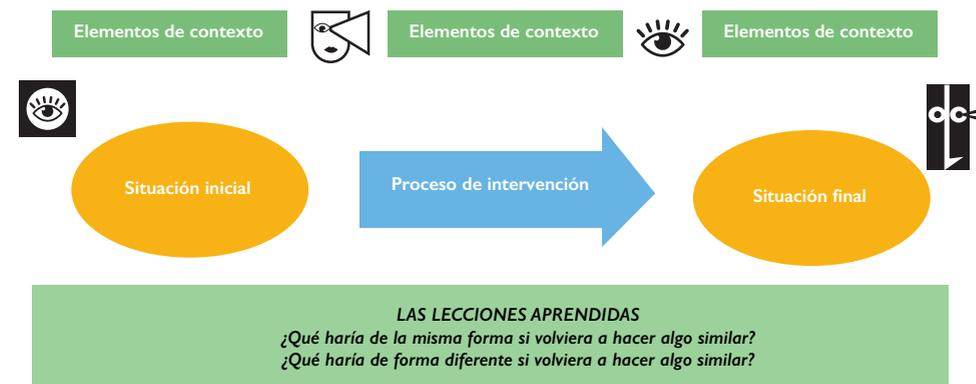 Elementos de contexto
Elementos de contexto
Elementos de contexto
Situación inicial
Proceso de intervención
Situación final
LAS LECCIONES APRENDIDAS
¿Qué haría de la misma forma si volviera a hacer algo similar?
¿Qué haría de forma diferente si volviera a hacer algo similar?